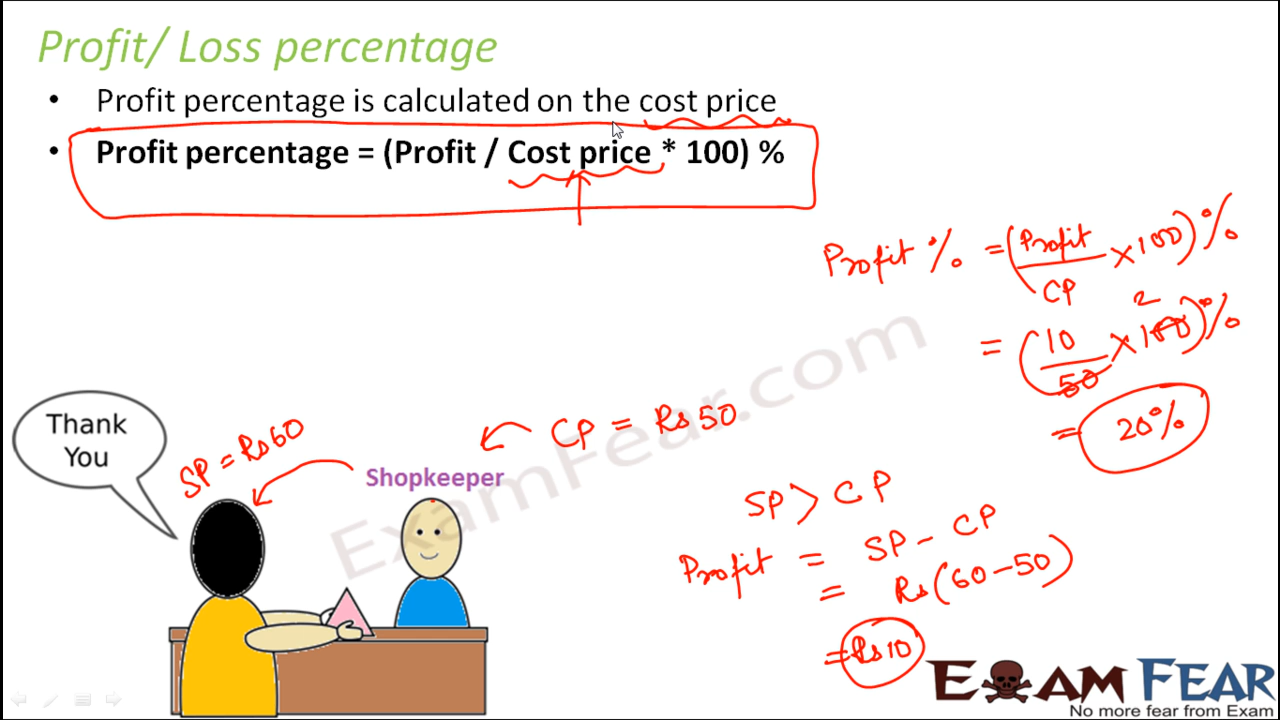 Profit/ Loss percentage
• Profit percentage is calculated on the cost price
• Profit percentage = (Profit / Cost price * 100) %
Profit % = (Profit / CP × 100) %
= (10 / 50 × 100) %
2
= 20%
Thank
You
SP = Rs 60
CP = Rs 50
Shopkeeper
SP > CP
Profit = SP - CP
= Rs (60 - 50)
= Rs 10
ExamFear.com
EXAM FEAR
No more fear from Exam